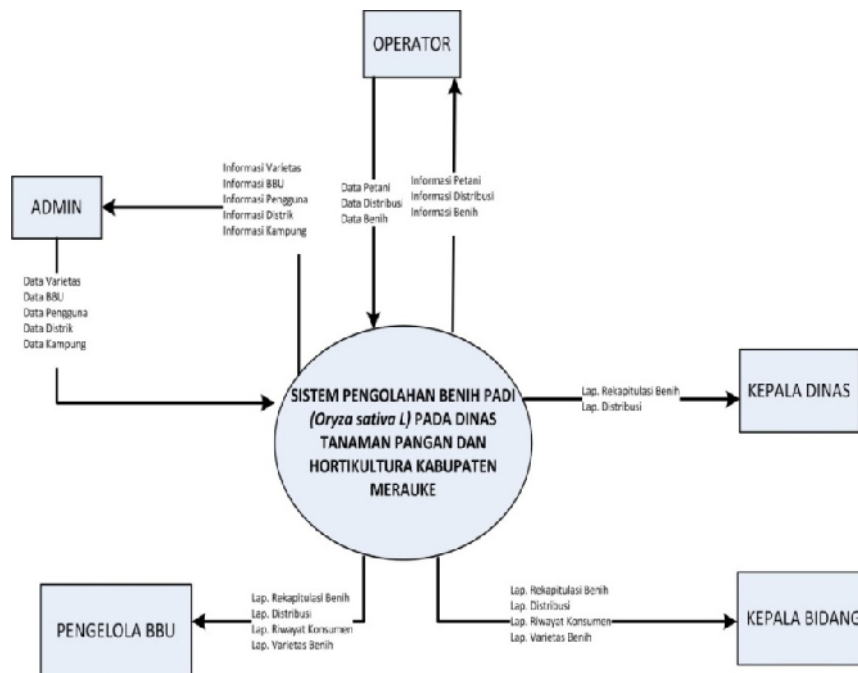 OPERATOR
Informasi Varietas
Informasi BBU
Informasi Pengguna
Informasi Distrik
Informasi Kampung
Data Petani
Data Distribusi
Data Benih
Informasi Petani
Informasi Distribusi
Informasi Benih
ADMIN
Data Varietas
Data BBU
Data Pengguna
Data Distrik
Data Kampung
SISTEM PENGOLAHAN BENIH PADI
(Oryza sativa L) PADA DINAS
TANAMAN PANGAN DAN
HORTIKULTURA KABUPATEN
MERAUKE
Lap. Rekapitulasi Benih
Lap. Distribusi
KEPALA DINAS
PENGELOLA BBU
Lap. Rekapitulasi Benih
Lap. Distribusi
Lap. Riwayat Konsumen
Lap. Varietas Benih
Lap. Rekapitulasi Benih
Lap. Distribusi
Lap. Riwayat Konsumen
Lap. Varietas Benih
KEPALA BIDANG